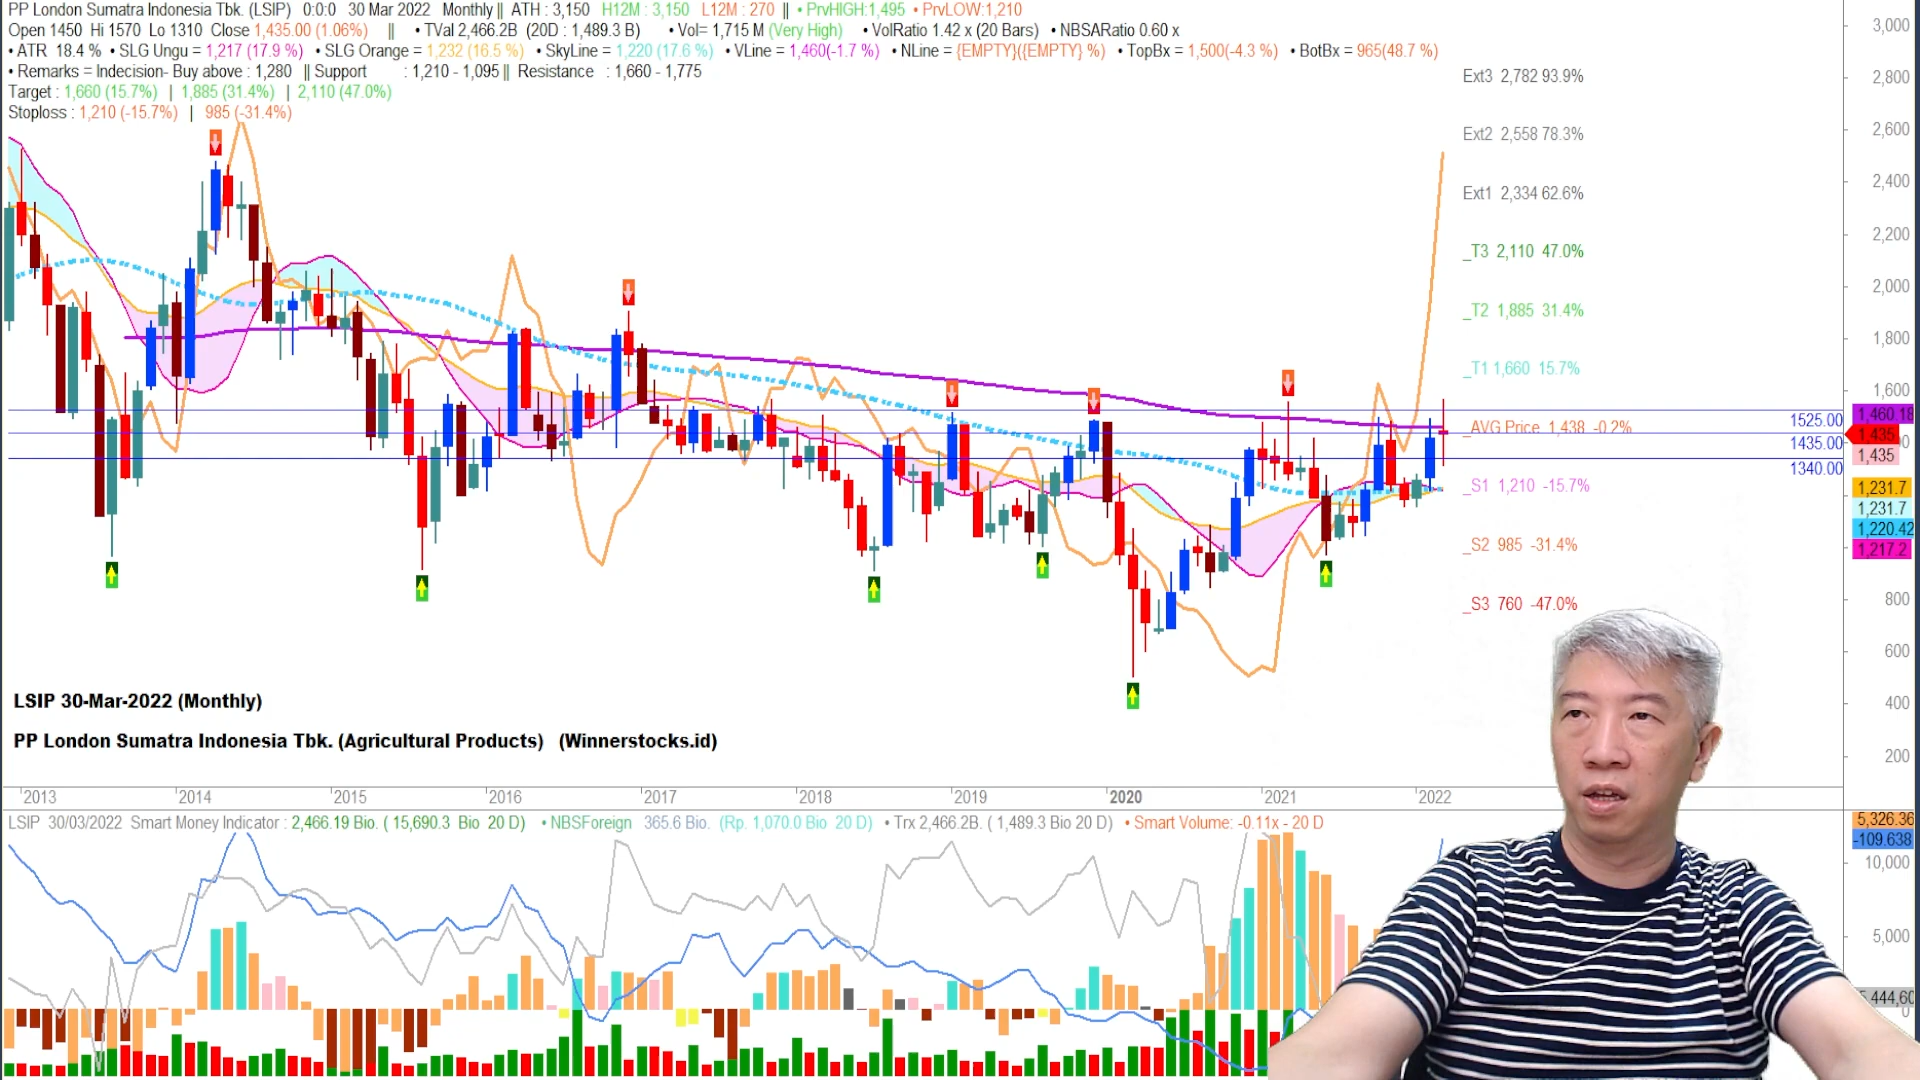 PP London Sumatra Indonesia Tbk. (LSIP) 0:0:0 30 Mar 2022 Monthly || ATH : 3,150 H12M : 3,150 L12M : 270 || • PrvHIGH:1,495 • PrvLOW:1,210
Open 1450 Hi 1570 Lo 1310 Close 1,435.00 (1.06%) || • TVal 2,466.2B (20D : 1,489.3 B) • Vol= 1,715 M (Very High) • VolRatio 1.42 x (20 Bars) • NBSARatio 0.60 x
• ATR 18.4 % • SLG Ungu = 1,217 (17.9 %) • SLG Orange = 1,232 (16.5 %) • SkyLine = 1,220 (17.6 %) • VLine = 1,460(-1.7 %) • NLine = {EMPTY}({EMPTY} %) • TopBx = 1,500(-4.3 %) • BotBx = 965(48.7 %)
• Remarks = Indecision- Buy above : 1,280 || Support : 1,210 - 1,095 || Resistance : 1,660 - 1,775
Target : 1,660 (15.7%) | 1,885 (31.4%) | 2,110 (47.0%)
Stoploss : 1,210 (-15.7%) | 985 (-31.4%)
Ext3 2,782 93.9%
Ext2 2,558 78.3%
Ext1 2,334 62.6%
_T3 2,110 47.0%
_T2 1,885 31.4%
_T1 1,660 15.7%
_AVG Price 1,438 -0.2%
_S1 1,210 -15.7%
_S2 985 -31.4%
_S3 760 -47.0%
1525.00
1435.00
1340.00
3,000
2,800
2,600
2,400
2,200
2,000
1,800
1,600
1,460.18
1,435
1,435
1,231.7
1,231.7
1,220.42
1,217.2
800
600
400
200
LSIP 30-Mar-2022 (Monthly)
PP London Sumatra Indonesia Tbk. (Agricultural Products) (Winnerstocks.id)
2013 2014 2015 2016 2017 2018 2019 2020 2021 2022
LSIP 30/03/2022 Smart Money Indicator : 2,466.19 Bio. ( 15,690.3 Bio 20 D) • NBSForeign 365.6 Bio. (Rp. 1,070.0 Bio 20 D) • Trx 2,466.2B. ( 1,489.3 Bio 20 D) • Smart Volume: -0.11x - 20 D
5,326.36
-109.638
10,000
5,000